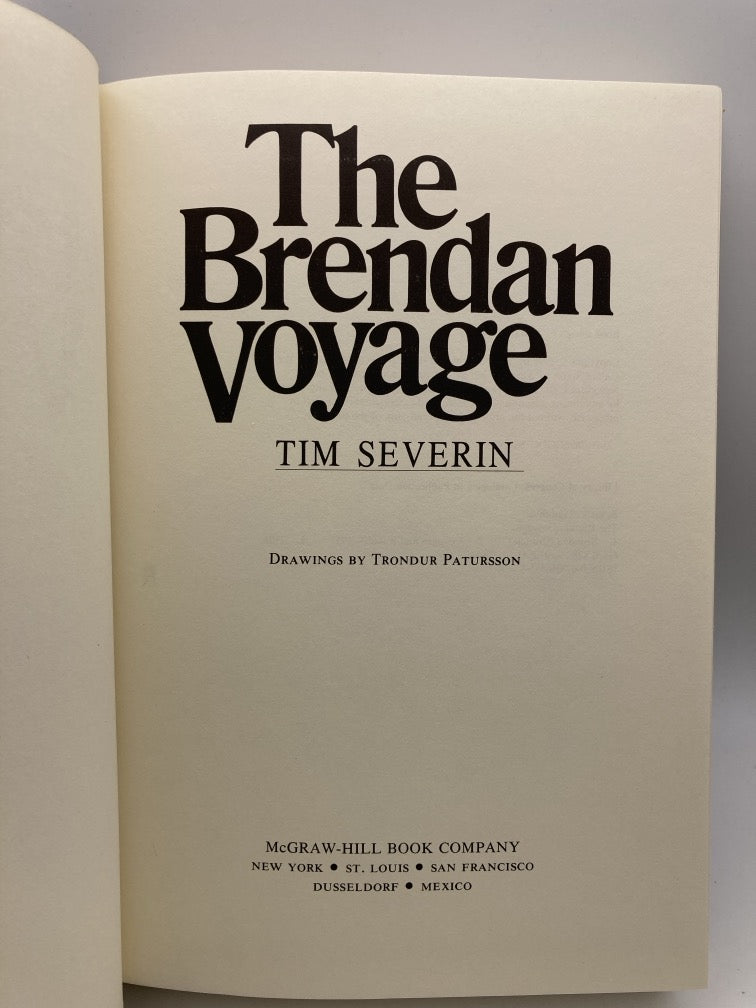 The
Brendan
Voyage
TIM SEVERIN
DRAWINGS BY TRONDUR PATURSSON
McGRAW-HILL BOOK COMPANY
NEW YORK ● ST. LOUIS ● SAN FRANCISCO
DUSSELDORF ● MEXICO